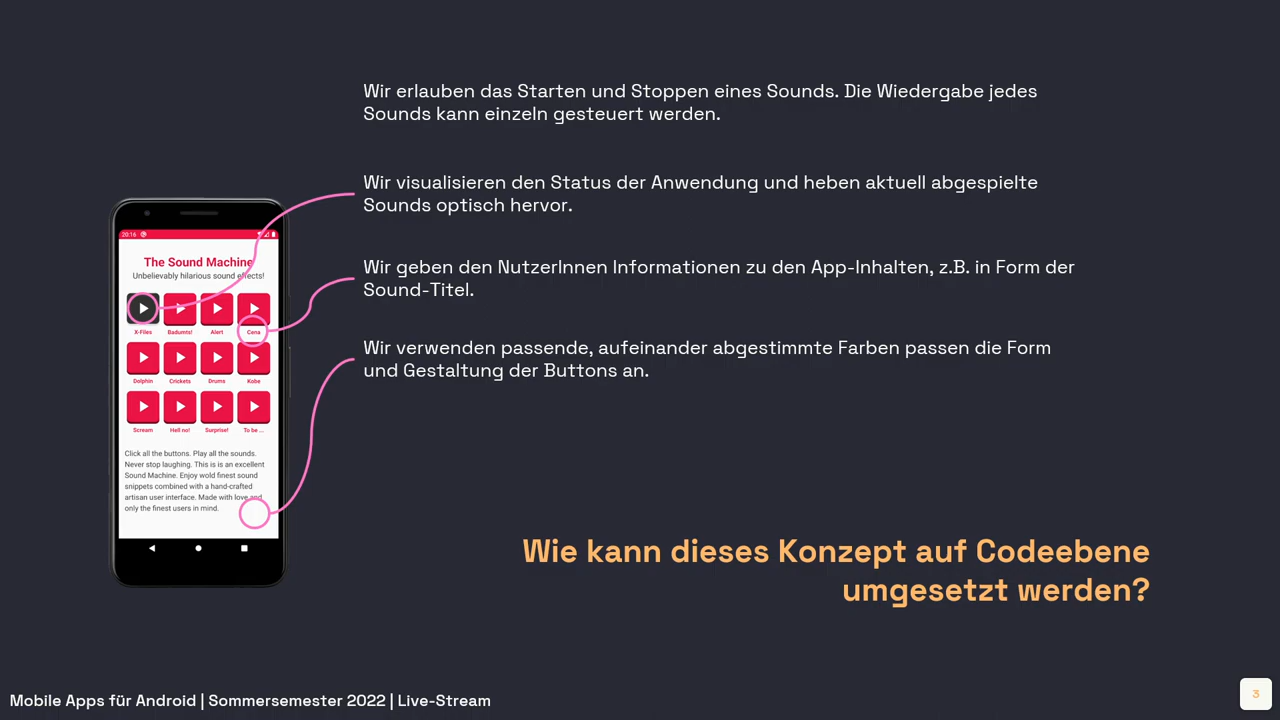 Wir erlauben das Starten und Stoppen eines Sounds. Die Wiedergabe jedes
Sounds kann einzeln gesteuert werden.
Wir visualisieren den Status der Anwendung und heben aktuell abgespielte
Sounds optisch hervor.
Wir geben den NutzerInnen Informationen zu den App-Inhalten, z.B. in Form der
Sound-Titel.
Wir verwenden passende, aufeinander abgestimmte Farben passen die Form
und Gestaltung der Buttons an.
20:16
The Sound Machine
Unbelievably hilarious sound effects!
X-Files Badumts! Alert Cena
Dolphin Crickets Drums Kobe
Scream Hell no! Surprise! To be ...
Click all the buttons. Play all the sounds.
Never stop laughing. This is is an excellent
Sound Machine. Enjoy wold finest sound
snippets combined with a hand-crafted
artisan user interface. Made with love and
only the finest users in mind.
Wie kann dieses Konzept auf Codeebene
umgesetzt werden?
Mobile Apps für Android | Sommersemester 2022 | Live-Stream
3